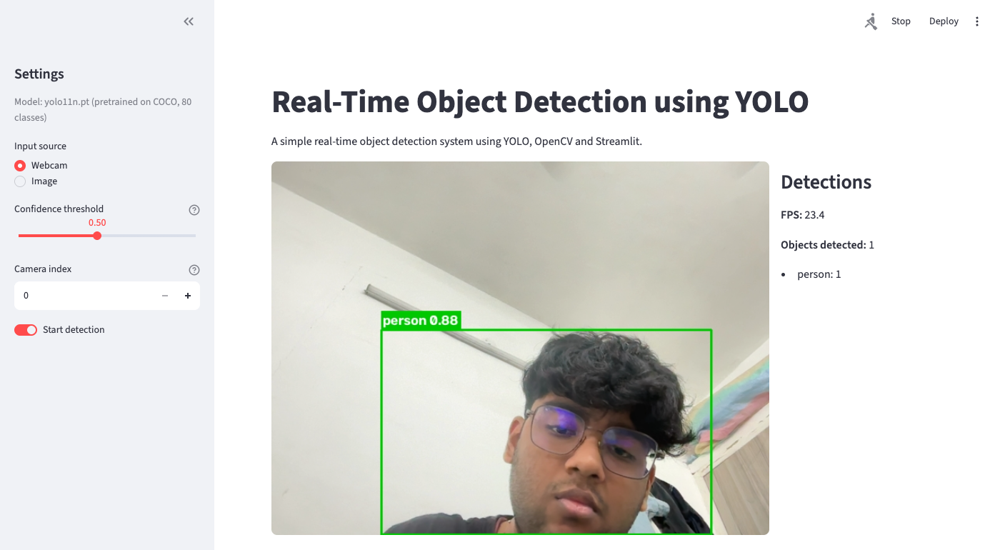 Stop
Deploy
Settings
Model: yolo11n.pt (pretrained on COCO, 80
classes)
Input source
Webcam
Image
Confidence threshold
0.50
Camera index
0
Start detection
Real-Time Object Detection using YOLO
A simple real-time object detection system using YOLO, OpenCV and Streamlit.
person 0.88
Detections
FPS: 23.4
Objects detected: 1
person: 1